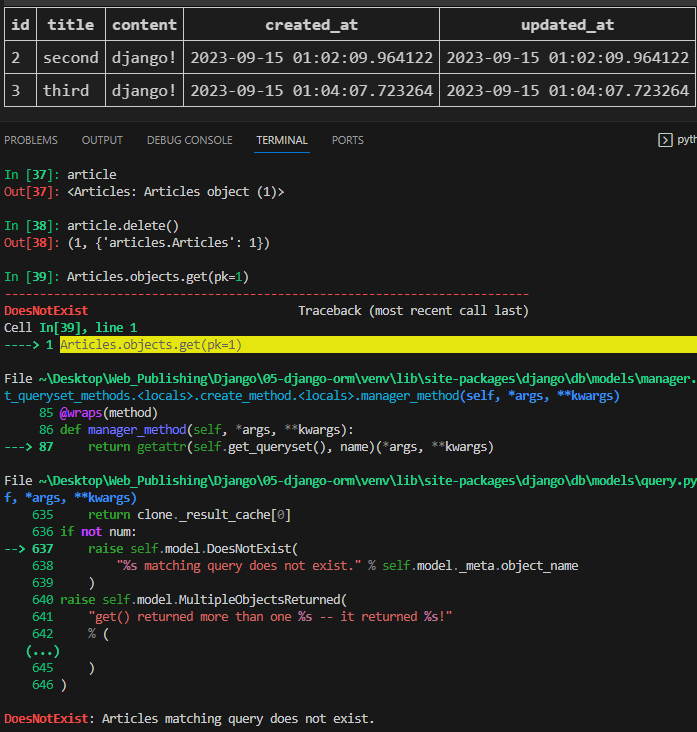 id title content created_at updated_at
2 second django! 2023-09-15 01:02:09.964122 2023-09-15 01:02:09.964122
3 third django! 2023-09-15 01:04:07.723264 2023-09-15 01:04:07.723264
PROBLEMS OUTPUT DEBUG CONSOLE TERMINAL PORTS pyth
In [37]: article
Out[37]: <Articles: Articles object (1)>
In [38]: article.delete()
Out[38]: (1, {'articles.Articles': 1})
In [39]: Articles.objects.get(pk=1)
---------------------------------------------------------------------------
DoesNotExist Traceback (most recent call last)
Cell In[39], line 1
----> 1 Articles.objects.get(pk=1)
File ~\Desktop\Web_Publishing\Django\05-django-orm\venv\lib\site-packages\django\db\models\manager.
t_queryset_methods.<locals>.create_method.<locals>.manager_method(self, *args, **kwargs)
85 @wraps(method)
86 def manager_method(self, *args, **kwargs):
---> 87 return getattr(self.get_queryset(), name)(*args, **kwargs)
File ~\Desktop\Web_Publishing\Django\05-django-orm\venv\lib\site-packages\django\db\models\query.py
f, *args, **kwargs)
635 return clone._result_cache[0]
636 if not num:
--> 637 raise self.model.DoesNotExist(
638 "%s matching query does not exist." % self.model._meta.object_name
639 )
640 raise self.model.MultipleObjectsReturned(
641 "get() returned more than one %s -- it returned %s!"
642 % (
(...)
645 )
646 )
DoesNotExist: Articles matching query does not exist.